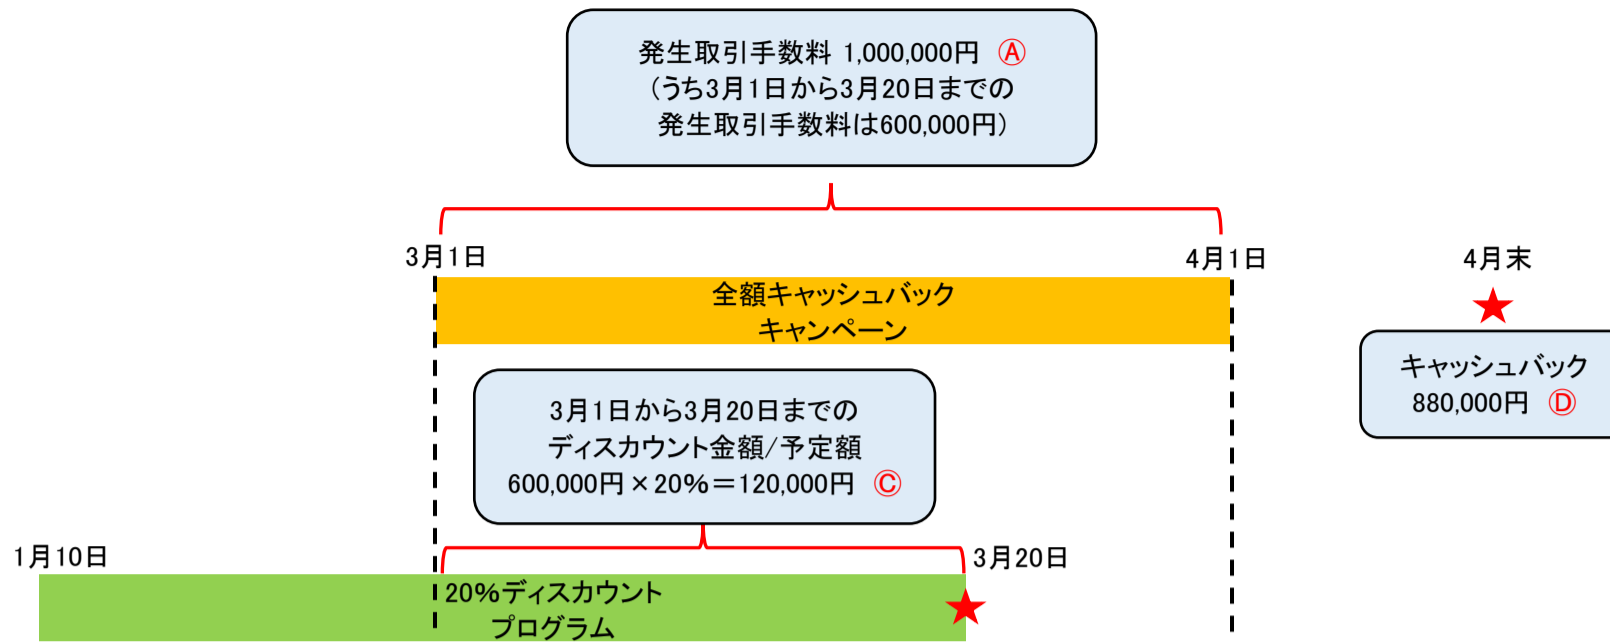 発生取引手数料 1,000,000円 Ⓐ
(うち3月1日から3月20日までの
発生取引手数料は600,000円)
3月1日
4月1日
4月末
全額キャッシュバック
キャンペーン
キャッシュバック
880,000円 Ⓓ
3月1日から3月20日までの
ディスカウント金額/予定額
600,000円×20%=120,000円 Ⓒ
1月10日
3月20日
20%ディスカウント
プログラム